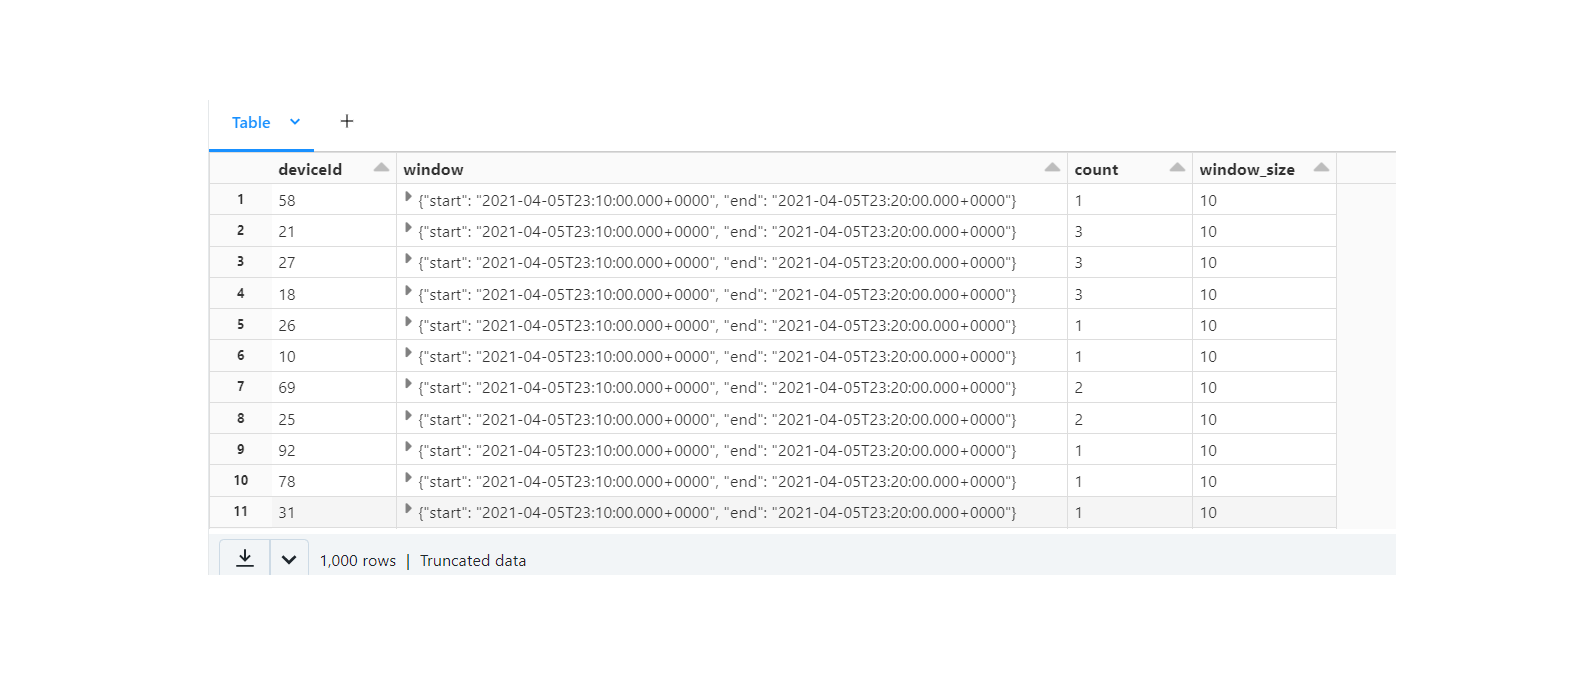 Table +
deviceId window count window_size
1 58 {"start": "2021-04-05T23:10:00.000+0000", "end": "2021-04-05T23:20:00.000+0000"} 1 10
2 21 {"start": "2021-04-05T23:10:00.000+0000", "end": "2021-04-05T23:20:00.000+0000"} 3 10
3 27 {"start": "2021-04-05T23:10:00.000+0000", "end": "2021-04-05T23:20:00.000+0000"} 3 10
4 18 {"start": "2021-04-05T23:10:00.000+0000", "end": "2021-04-05T23:20:00.000+0000"} 3 10
5 26 {"start": "2021-04-05T23:10:00.000+0000", "end": "2021-04-05T23:20:00.000+0000"} 1 10
6 10 {"start": "2021-04-05T23:10:00.000+0000", "end": "2021-04-05T23:20:00.000+0000"} 1 10
7 69 {"start": "2021-04-05T23:10:00.000+0000", "end": "2021-04-05T23:20:00.000+0000"} 2 10
8 25 {"start": "2021-04-05T23:10:00.000+0000", "end": "2021-04-05T23:20:00.000+0000"} 2 10
9 92 {"start": "2021-04-05T23:10:00.000+0000", "end": "2021-04-05T23:20:00.000+0000"} 1 10
10 78 {"start": "2021-04-05T23:10:00.000+0000", "end": "2021-04-05T23:20:00.000+0000"} 1 10
11 31 {"start": "2021-04-05T23:10:00.000+0000", "end": "2021-04-05T23:20:00.000+0000"} 1 10
1,000 rows | Truncated data